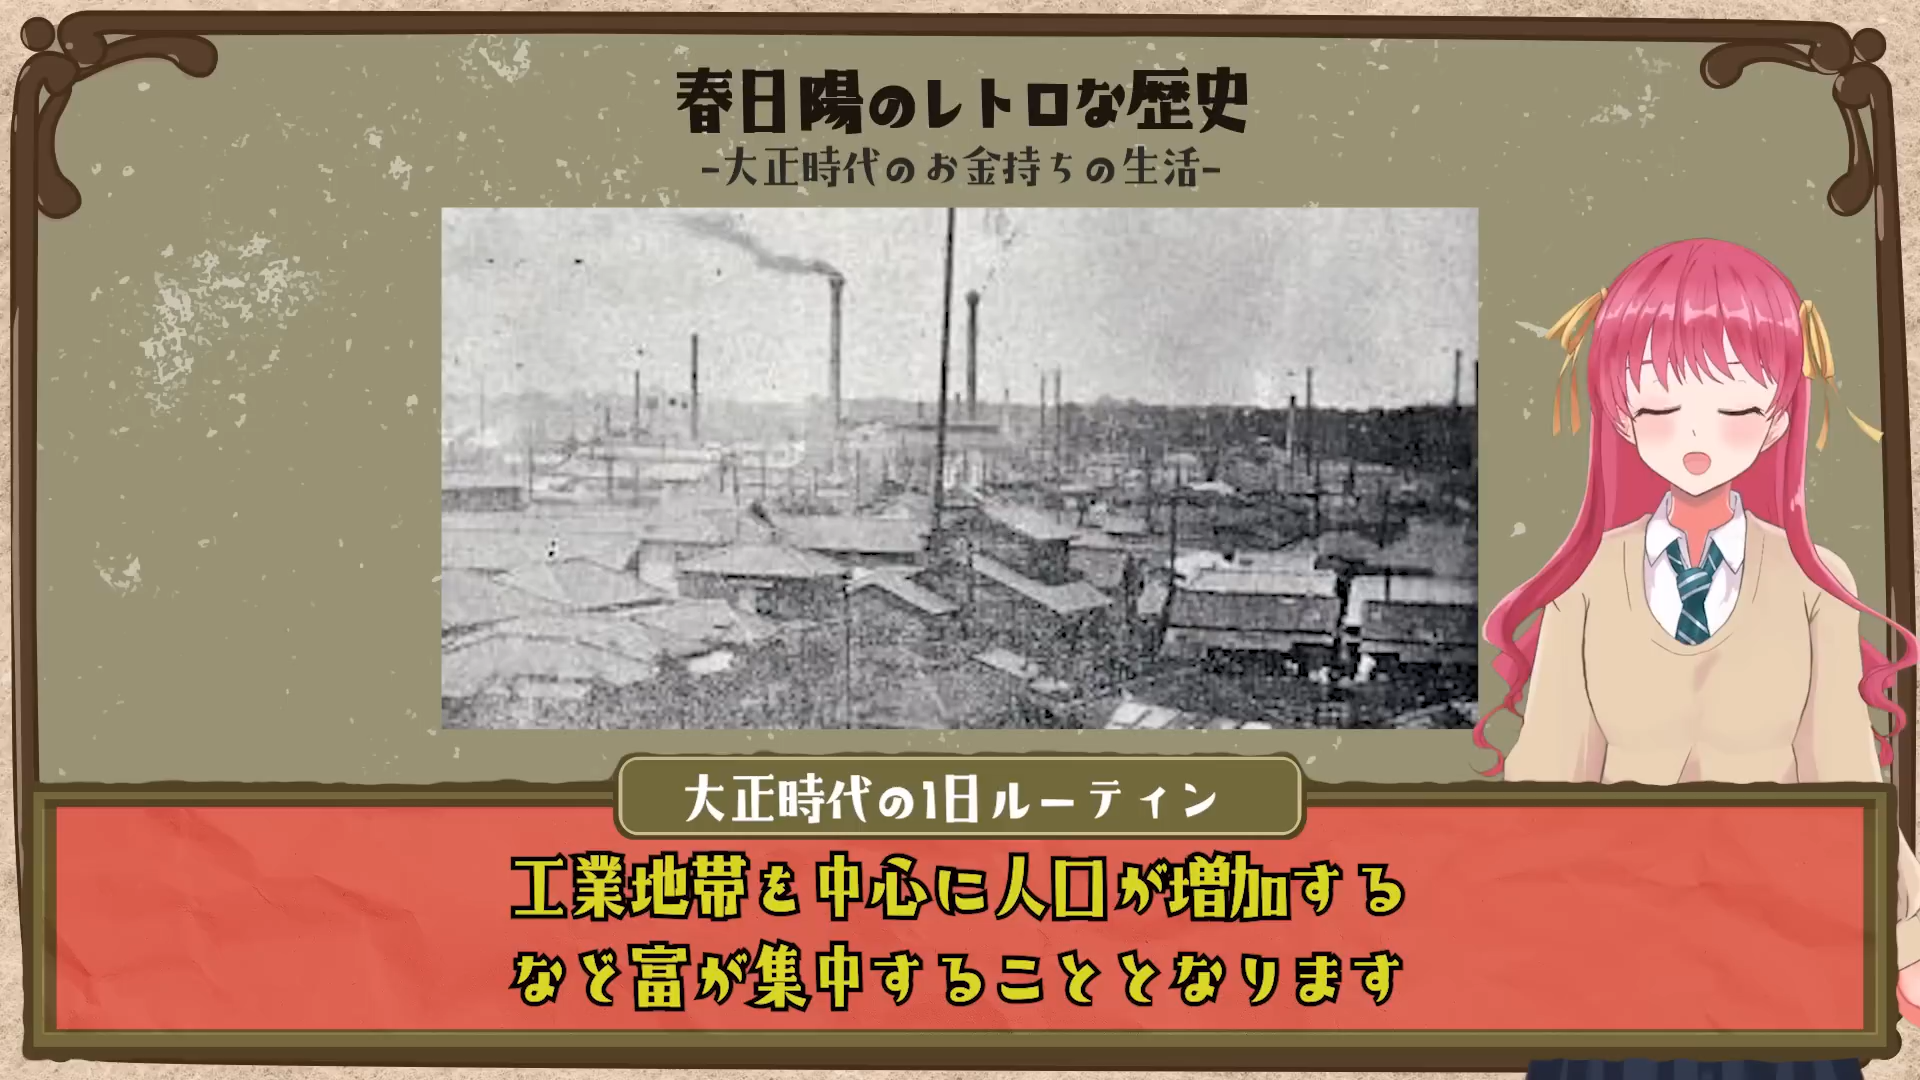 春日陽のレトロな歴史
-大正時代のお金持ちの生活-
大正時代の1日ルーティン
工業地帯を中心に人口が増加する
など富が集中することとなります